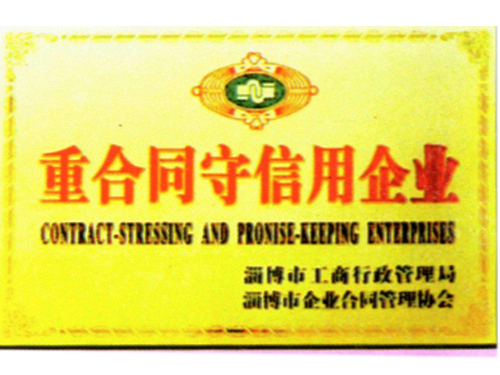 重合同守信用企业
CONTRACT-STRESSING AND PRONISE-KEEPING ENTERPRISES
淄博市工商行政管理局
淄博市企业合同管理协会